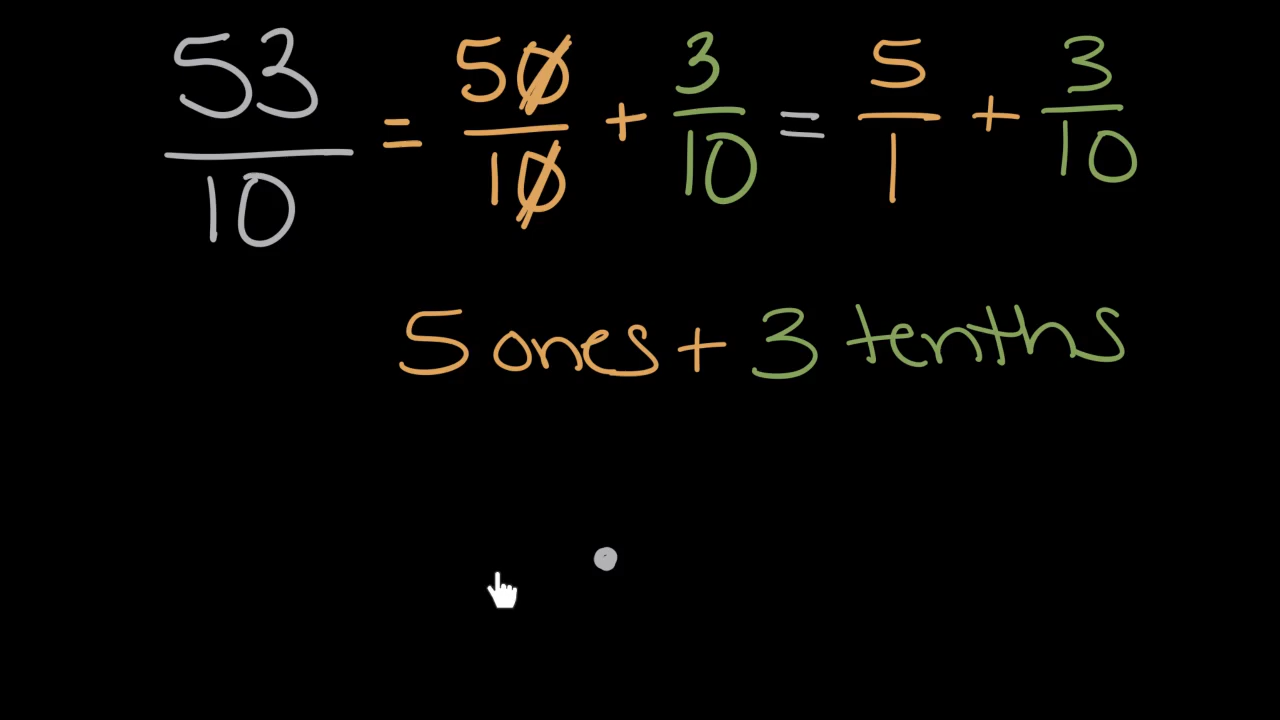 53/10 = 50/10 + 3/10 = 5/1 + 3/10
5 ones + 3 tenths
.